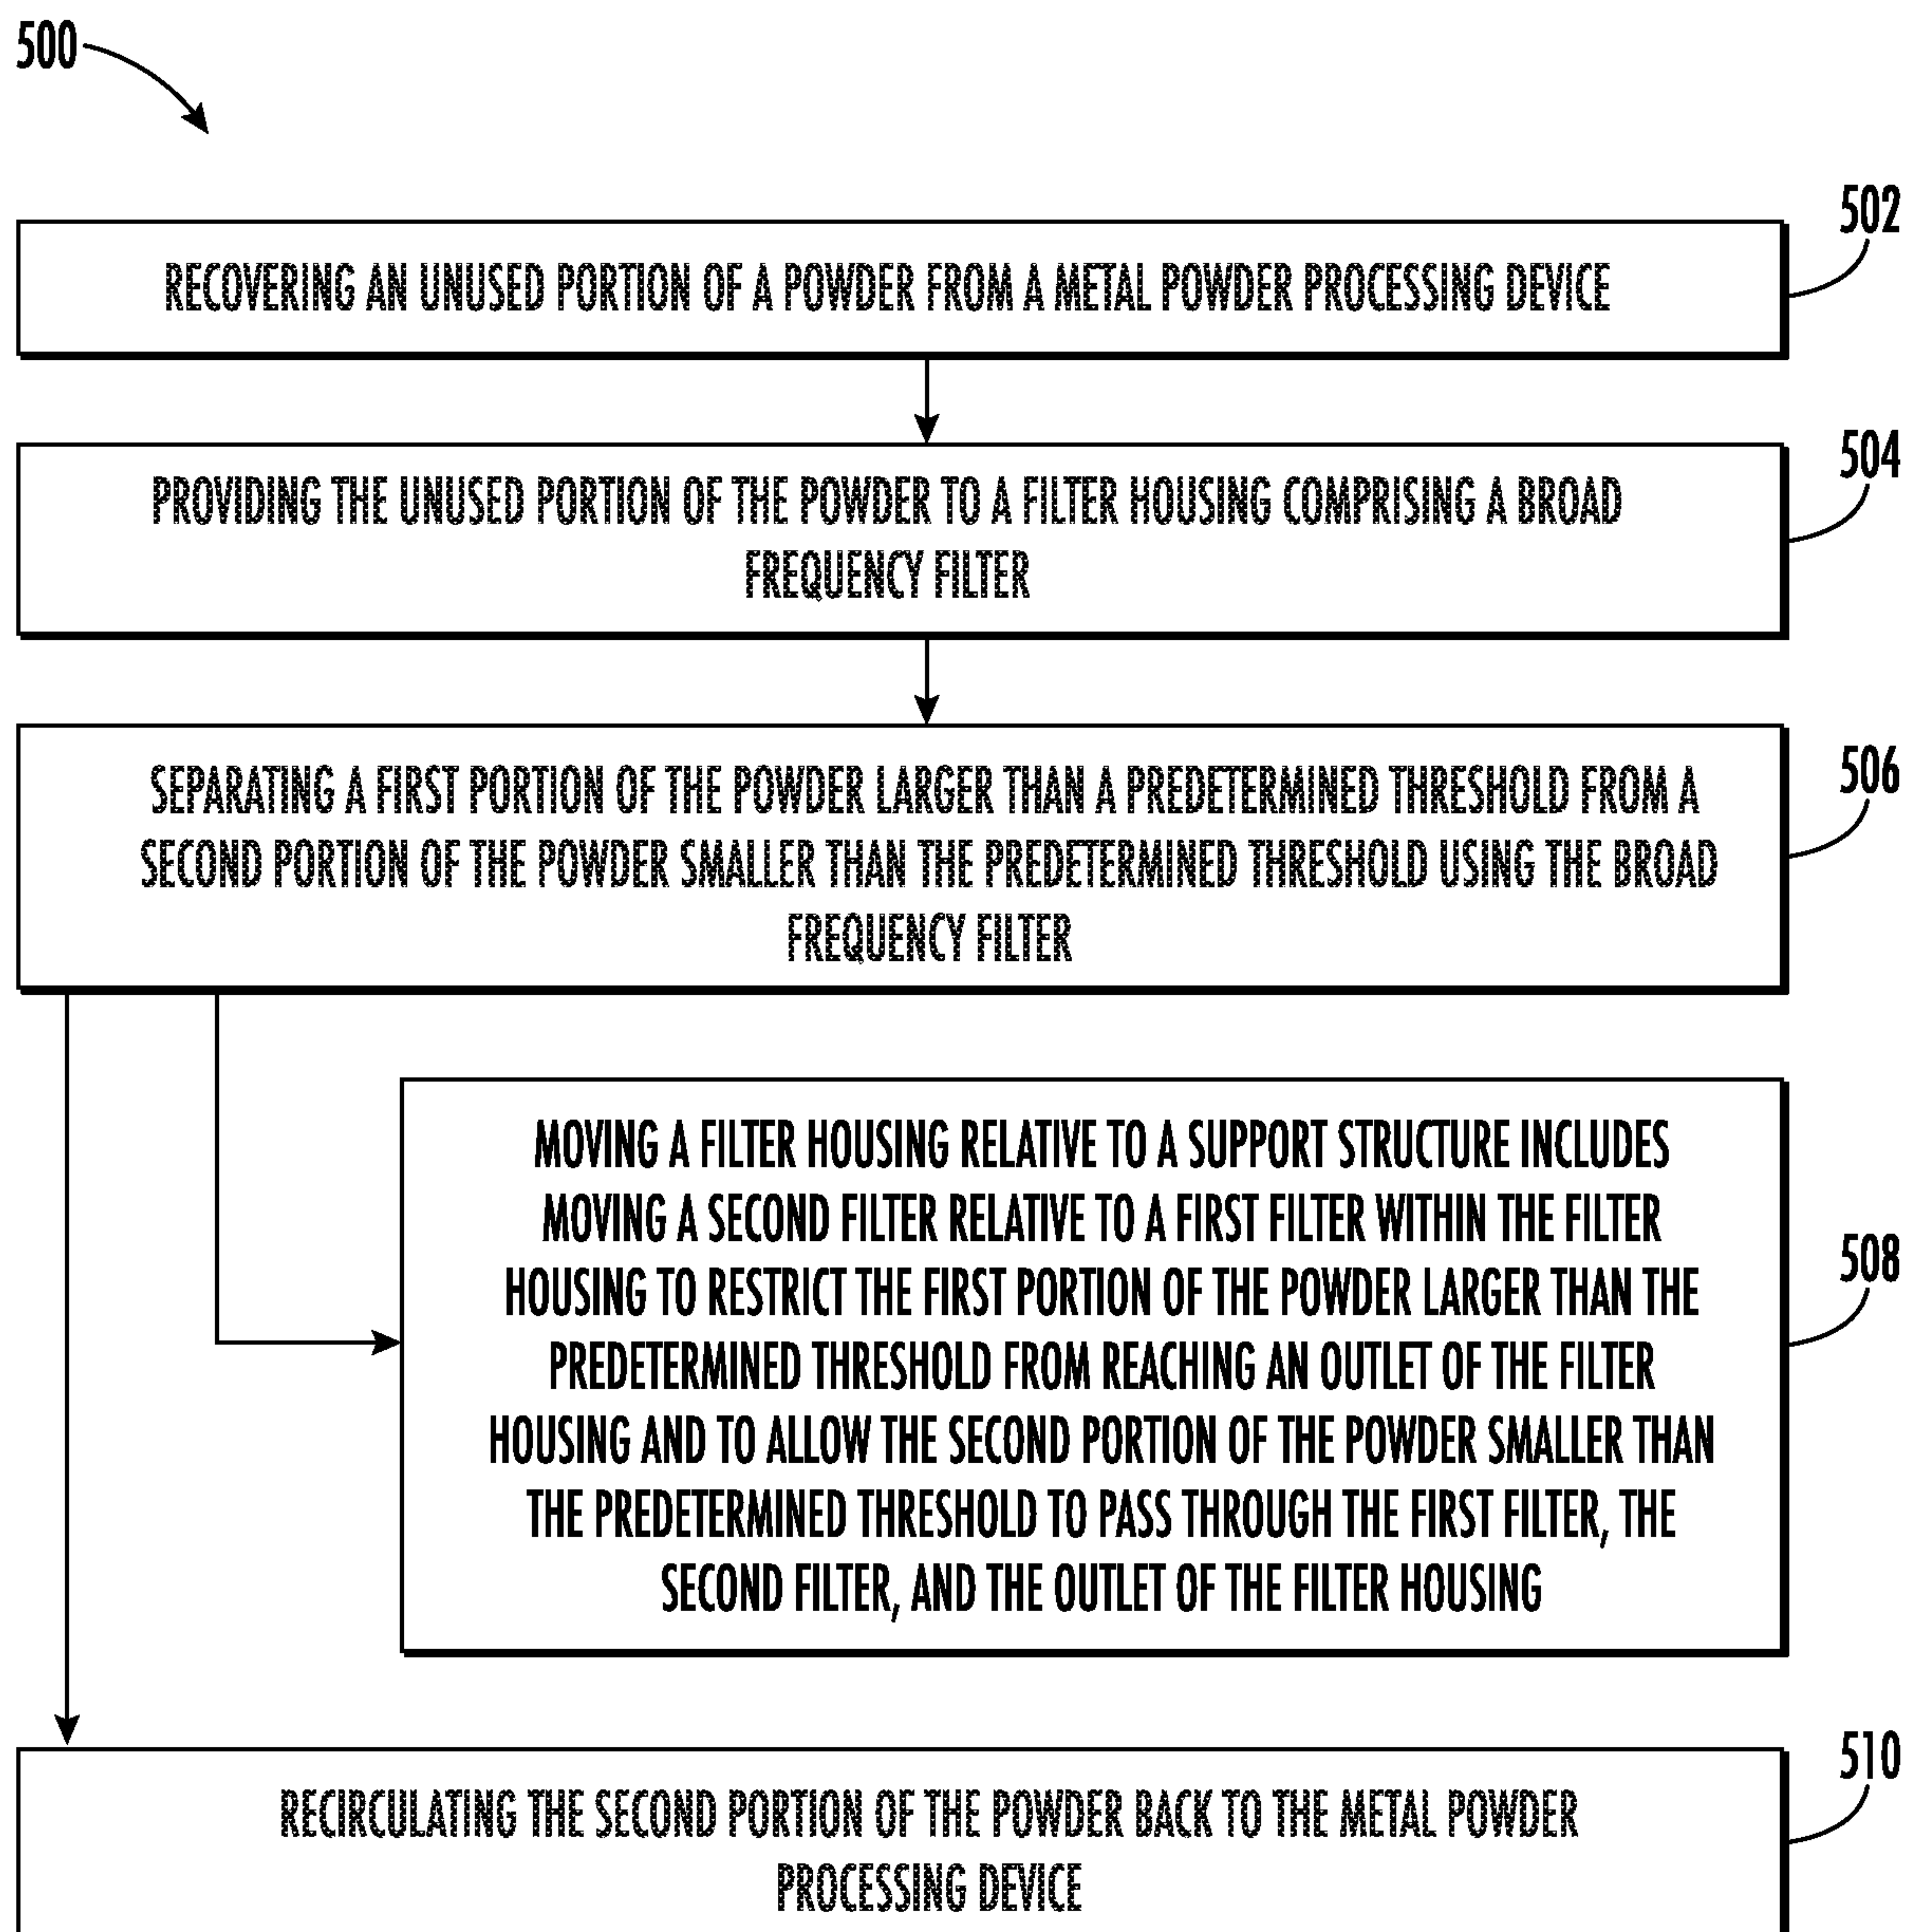 500
502
RECOVERING AN UNUSED PORTION OF A POWDER FROM A METAL POWDER PROCESSING DEVICE
504
PROVIDING THE UNUSED PORTION OF THE POWDER TO A FILTER HOUSING COMPRISING A BROAD
FREQUENCY FILTER
506
SEPARATING A FIRST PORTION OF THE POWDER LARGER THAN A PREDETERMINED THRESHOLD FROM A
SECOND PORTION OF THE POWDER SMALLER THAN THE PREDETERMINED THRESHOLD USING THE BROAD
FREQUENCY FILTER
508
MOVING A FILTER HOUSING RELATIVE TO A SUPPORT STRUCTURE INCLUDES
MOVING A SECOND FILTER RELATIVE TO A FIRST FILTER WITHIN THE FILTER
HOUSING TO RESTRICT THE FIRST PORTION OF THE POWDER LARGER THAN THE
PREDETERMINED THRESHOLD FROM REACHING AN OUTLET OF THE FILTER
HOUSING AND TO ALLOW THE SECOND PORTION OF THE POWDER SMALLER THAN
THE PREDETERMINED THRESHOLD TO PASS THROUGH THE FIRST FILTER, THE
SECOND FILTER, AND THE OUTLET OF THE FILTER HOUSING
510
RECIRCULATING THE SECOND PORTION OF THE POWDER BACK TO THE METAL POWDER
PROCESSING DEVICE